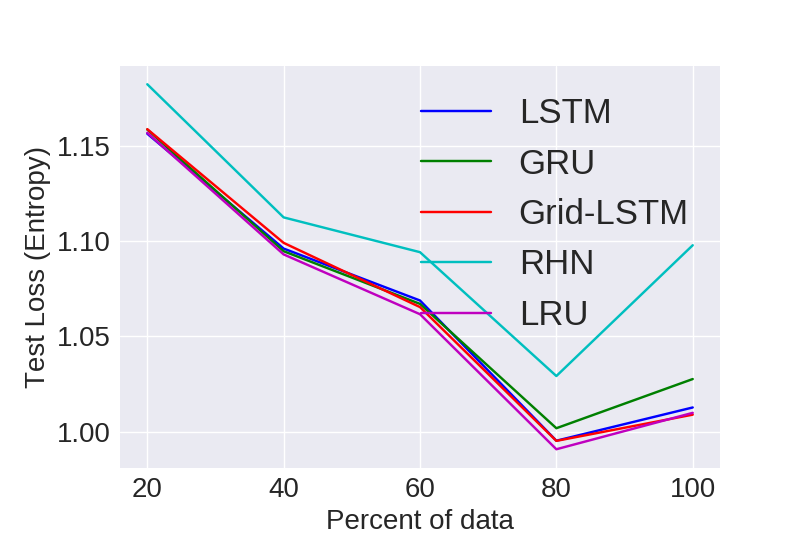 LSTM
GRU
Grid-LSTM
RHN
LRU
1.15
1.10
1.05
1.00
Test Loss (Entropy)
20 40 60 80 100
Percent of data